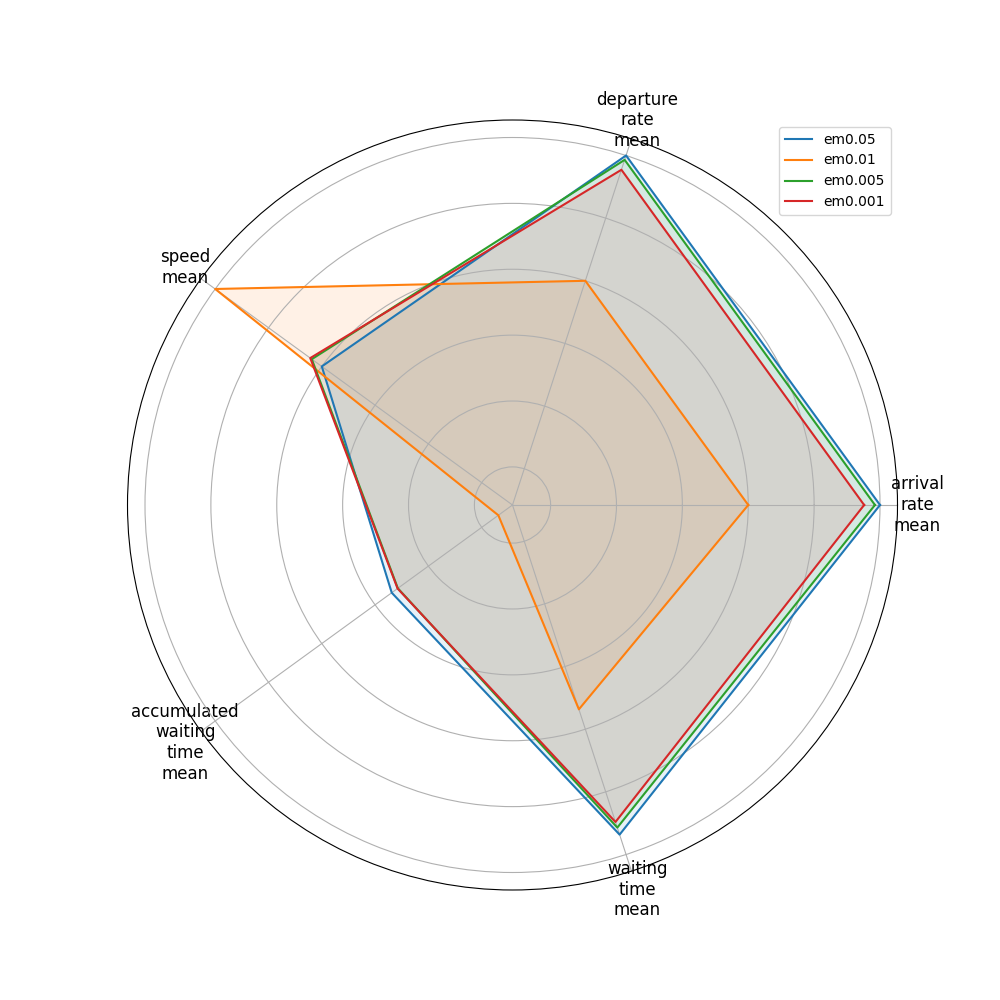 departure
rate
mean
em0.05
em0.01
em0.005
em0.001
speed
mean
arrival
rate
mean
accumulated
waiting
time
mean
waiting
time
mean